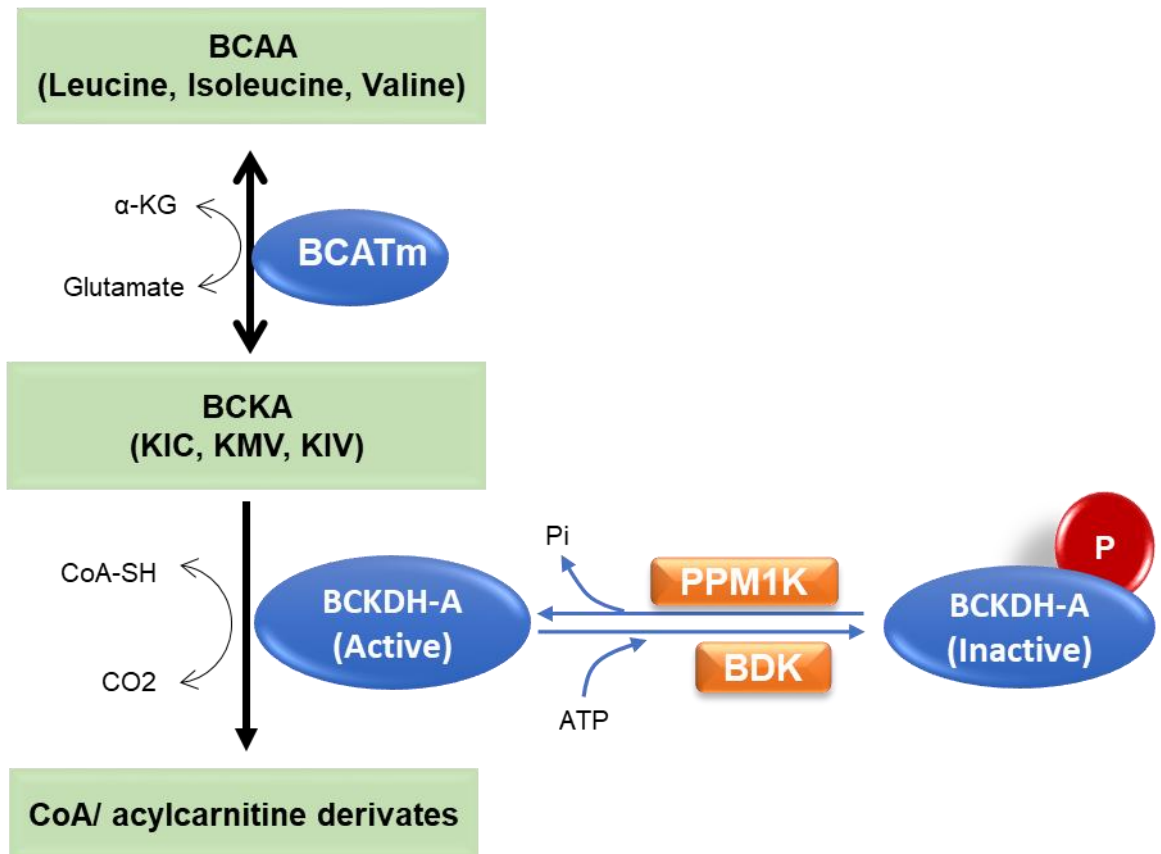 BCAA
(Leucine, Isoleucine, Valine)
α-KG
BCATm
Glutamate
BCKA
(KIC, KMV, KIV)
CoA-SH
CO2
BCKDH-A
(Active)
Pi
PPM1K
BDK
ATP
P
BCKDH-A
(Inactive)
CoA/ acylcarnitine derivates